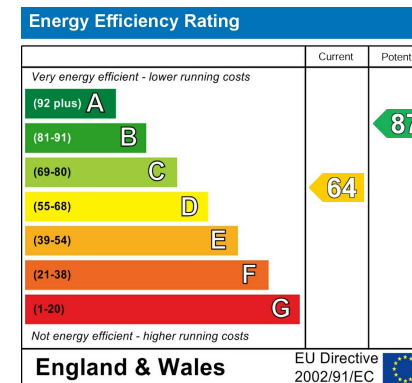 Energy Efficiency Rating
Current Potent
Very energy efficient - lower running costs
(92 plus) A
(81-91) B
(69-80) C
(55-68) D
(39-54) E
(21-38) F
(1-20) G
64
87
Not energy efficient - higher running costs
England & Wales
EU Directive
2002/91/EC